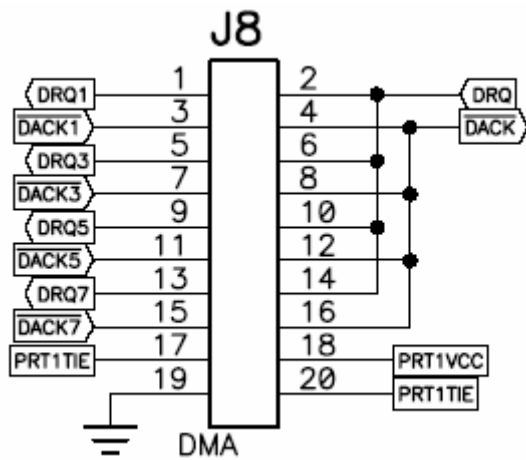 J8
DRQ1 1 2 DRQ
DACK1 3 4 DACK
DRQ3 5 6
DACK3 7 8
DRQ5 9 10
DACK5 11 12
DRQ7 13 14
DACK7 15 16
PRT1TIE 17 18 PRT1VCC
19 20 PRT1TIE
DMA